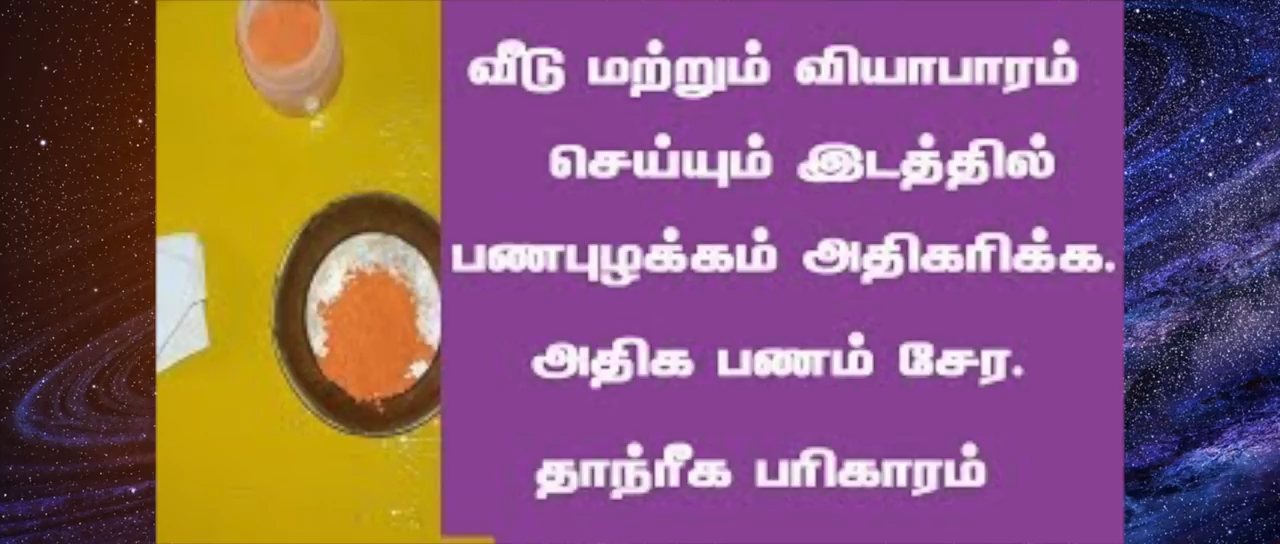 வீடு மற்றும் வியாபாரம்
செய்யும் இடத்தில்
பணபுழக்கம் அதிகரிக்க.
அதிக பணம் சேர.
தாந்ரீக பரிகாரம்